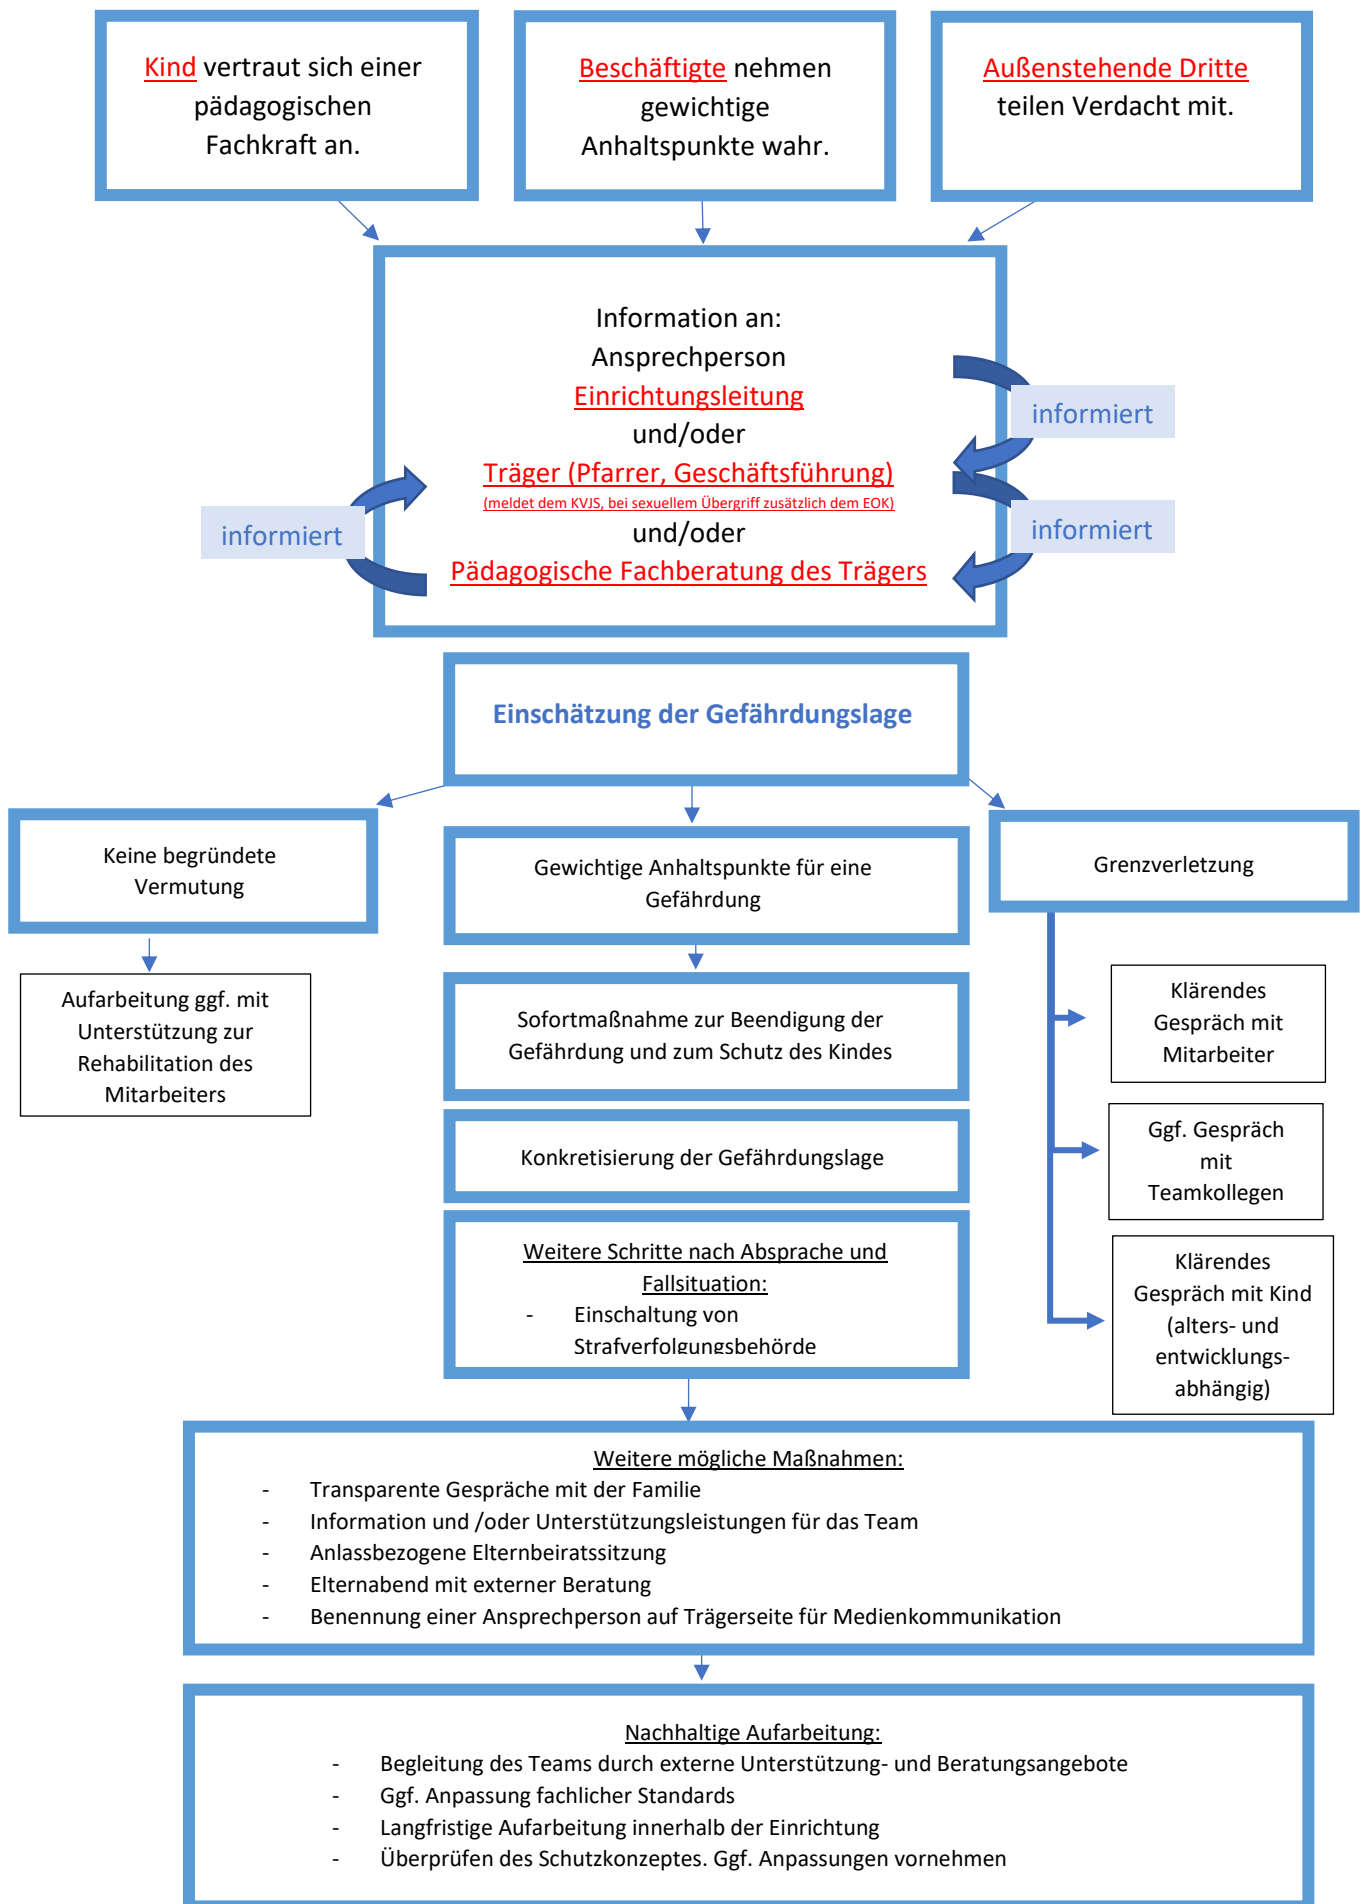 Kind vertraut sich einer
pädagogischen
Fachkraft an.
Beschäftigte nehmen
gewichtige
Anhaltspunkte wahr.
Außenstehende Dritte
teilen Verdacht mit.
Information an:
Ansprechperson
Einrichtungsleitung
und/oder
Träger (Pfarrer, Geschäftsführung)
(meldet dem KVJS, bei sexuellem Übergriff zusätzlich dem EOK)
und/oder
Pädagogische Fachberatung des Trägers
informiert
informiert
informiert
Einschätzung der Gefährdungslage
Keine begründete
Vermutung
Aufarbeitung ggf. mit
Unterstützung zur
Rehabilitation des
Mitarbeiters
Gewichtige Anhaltspunkte für eine
Gefährdung
Sofortmaßnahme zur Beendigung der
Gefährdung und zum Schutz des Kindes
Konkretisierung der Gefährdungslage
Weitere Schritte nach Absprache und
Fallsituation:
- Einschaltung von
Strafverfolgungsbehörde
Grenzverletzung
Klärendes
Gespräch mit
Mitarbeiter
Ggf. Gespräch
mit
Teamkollegen
Klärendes
Gespräch mit Kind
(alters- und
entwicklungs-
abhängig)
Weitere mögliche Maßnahmen:
- Transparente Gespräche mit der Familie
- Information und /oder Unterstützungsleistungen für das Team
- Anlassbezogene Elternbeiratssitzung
- Elternabend mit externer Beratung
- Benennung einer Ansprechperson auf Trägerseite für Medienkommunikation
Nachhaltige Aufarbeitung:
- Begleitung des Teams durch externe Unterstützung- und Beratungsangebote
- Ggf. Anpassung fachlicher Standards
- Langfristige Aufarbeitung innerhalb der Einrichtung
- Überprüfen des Schutzkonzeptes. Ggf. Anpassungen vornehmen